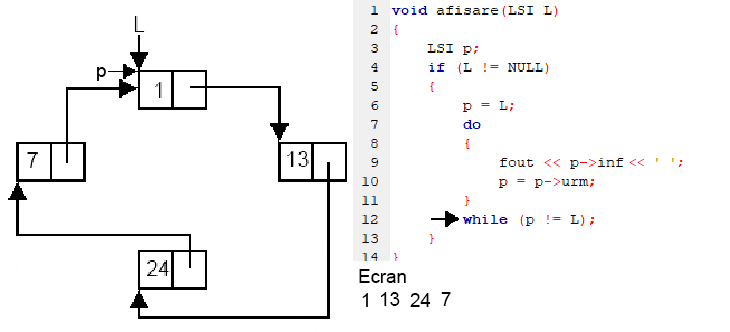 L
p
1
7
13
24
1 void afisare(LSI L)
2 {
3 LSI p;
4 if (L != NULL)
5 {
6 p = L;
7 do
8 {
9 fout << p->inf << ' ';
10 p = p->urm;
11 }
12 while (p != L);
13 }
14 }
Ecran
1 13 24 7